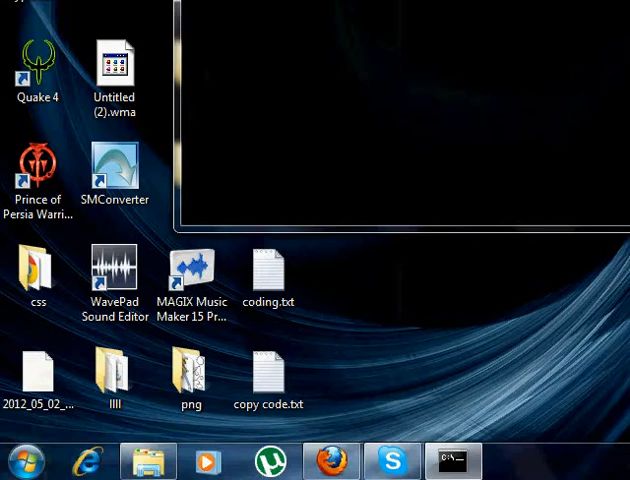 Quake 4
Untitled
(2).wma
Prince of
Persia Warri...
SMConverter
css
WavePad
Sound Editor
MAGIX Music
Maker 15 Pr...
coding.txt
2012_05_02_...
llll
png
copy code.txt
C:\_